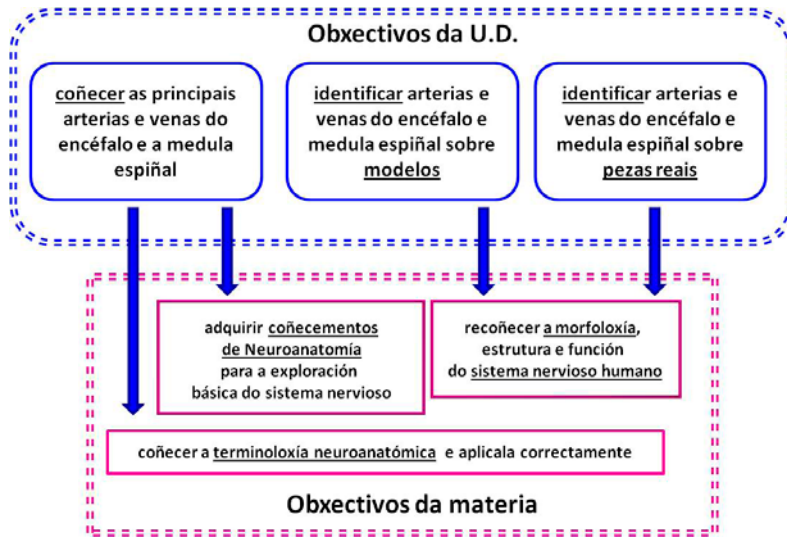 Obxectivos da U.D.
coñecer as principais
arterias e venas do
encéfalo e a medula
espiñal
identificar arterias e
venas do encéfalo e
medula espiñal sobre
modelos
identificar arterias e
venas do encéfalo e
medula espiñal sobre
pezas reais
adquirir coñecementos
de Neuroanatomía
para a exploración
básica do sistema nervioso
recoñecer a morfoloxía,
estrutura e función
do sistema nervioso humano
coñecer a terminoloxía neuroanatómica e aplicala correctamente
Obxectivos da materia